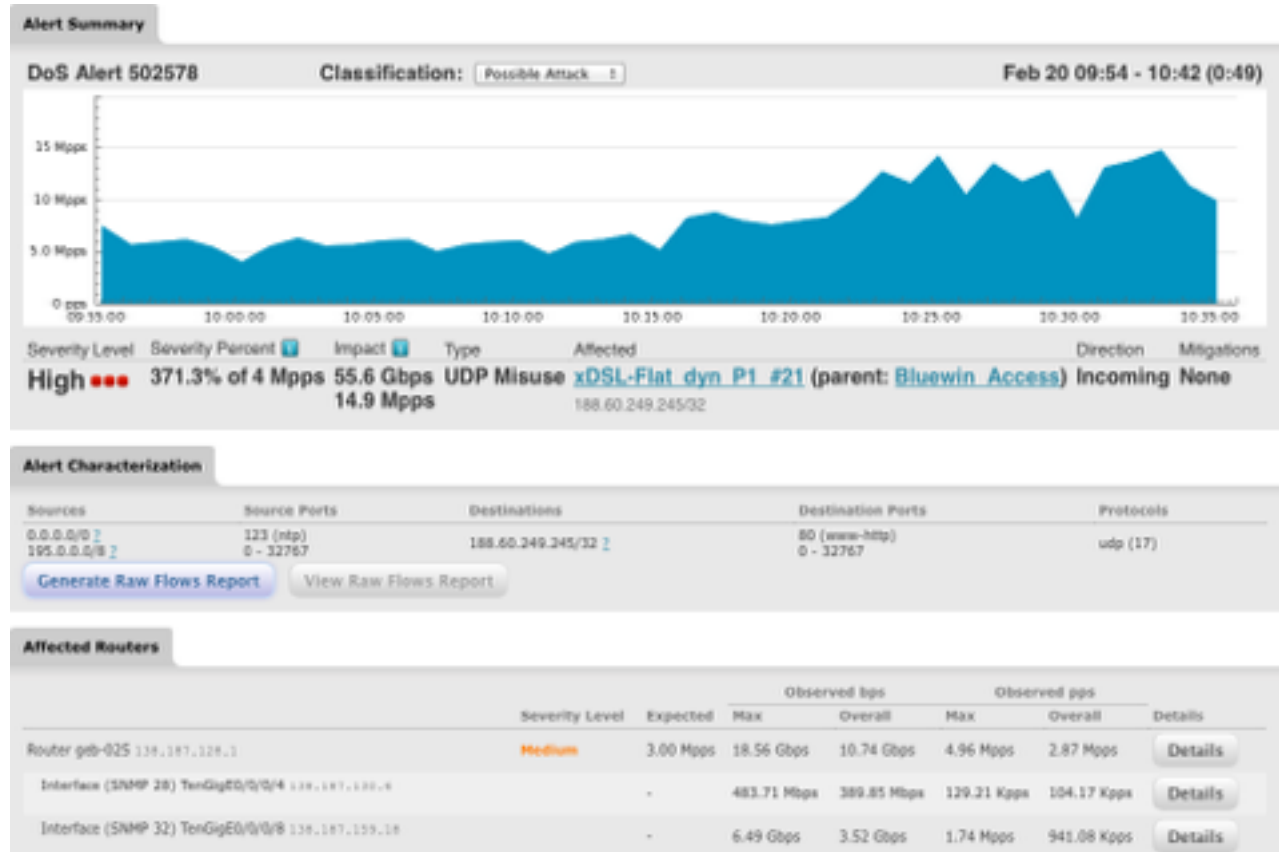 Alert Summary
DoS Alert 502578 Classification: Possible Attack Feb 20 09:54 - 10:42 (0:49)
15 Mpps
10 Mpps
5.0 Mpps
0 pps
09:55:00 10:00:00 10:05:00 10:10:00 10:15:00 10:20:00 10:25:00 10:30:00 10:35:00
Severity Level Severity Percent Impact Type Affected Direction Mitigations
High 371.3% of 4 Mpps 55.6 Gbps UDP Misuse xDSL-Flat_dyn_P1_#21 (parent: Bluewin_Access) Incoming None
14.9 Mpps 188.60.249.245/32
Alert Characterization
Sources Source Ports Destinations Destination Ports Protocols
0.0.0.0/0 ? 123 (ntp) 188.60.249.245/32 ? 80 (www-http) udp (17)
195.0.0.0/8 ? 0 - 32767 0 - 32767
Generate Raw Flows Report View Raw Flows Report
Affected Routers
Observed bps Observed pps
Severity Level Expected Max Overall Max Overall Details
Router geb-025 138.187.128.1 Medium 3.00 Mpps 18.56 Gbps 10.74 Gbps 4.96 Mpps 2.87 Mpps Details
Interface (SNMP 28) TenGigE0/0/0/4 - 483.71 Mbps 389.85 Mbps 129.21 Kpps 104.17 Kpps Details
Interface (SNMP 32) TenGigE0/0/0/8 138.187.159.18 - 6.49 Gbps 3.52 Gbps 1.74 Mpps 941.08 Kpps Details